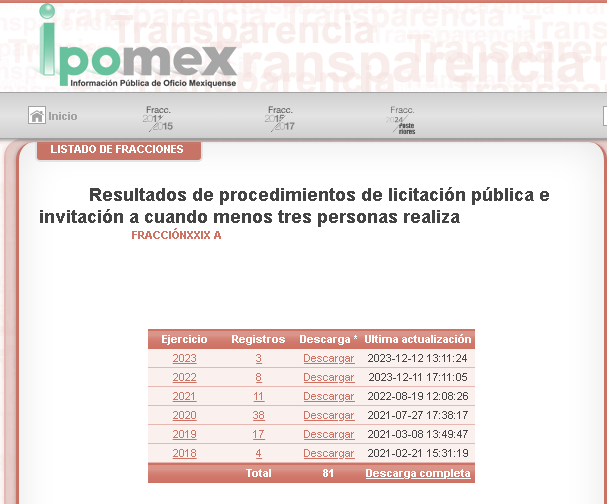 ipomex
Información Pública de Oficio Mexiquense
Transparencia
Transparencia
Inicio
Fracc.
2015
Fracc.
2017
Fracc.
2024
LISTADO DE FRACCIONES
Resultados de procedimientos de licitación pública e
invitación a cuando menos tres personas realiza
FRACCIÓNXXIX A
Ejercicio Registros Descarga * Ultima actualización
2023 3 Descargar 2023-12-12 13:11:24
2022 8 Descargar 2023-12-11 17:11:05
2021 11 Descargar 2022-08-19 12:08:26
2020 38 Descargar 2021-07-27 17:38:17
2019 17 Descargar 2021-03-08 13:49:47
2018 4 Descargar 2021-02-21 15:31:19
Total 81 Descarga completa